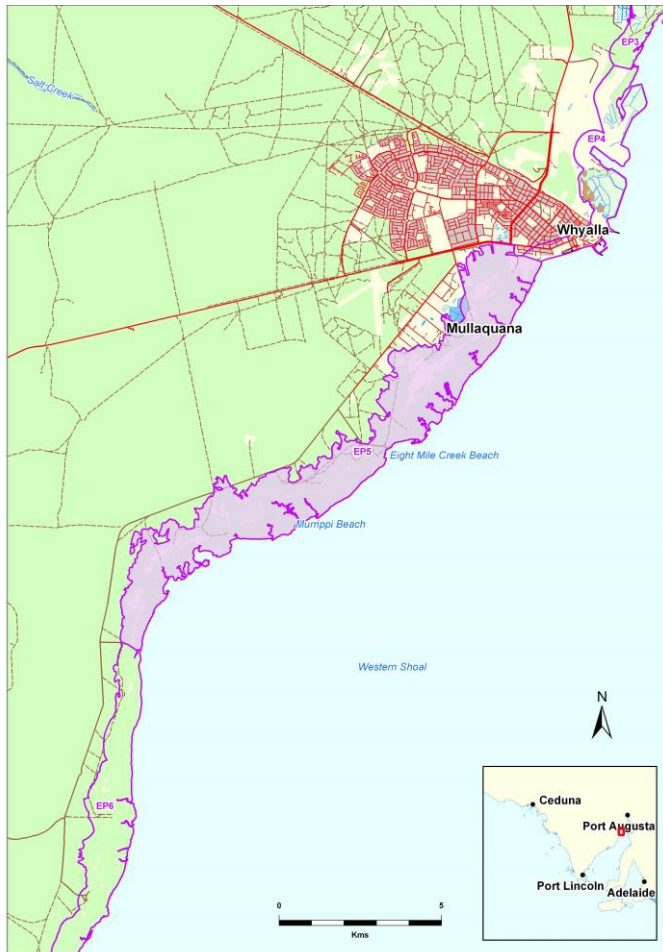 EP3
Salt Creek
EP4
Whyalla
Mullaquana
EP5
Eight Mile Creek Beach
Murrippi Beach
Western Shoal
N
EP6
Ceduna
Port Augusta
Port Lincoln
Adelaide
0
5
Kms